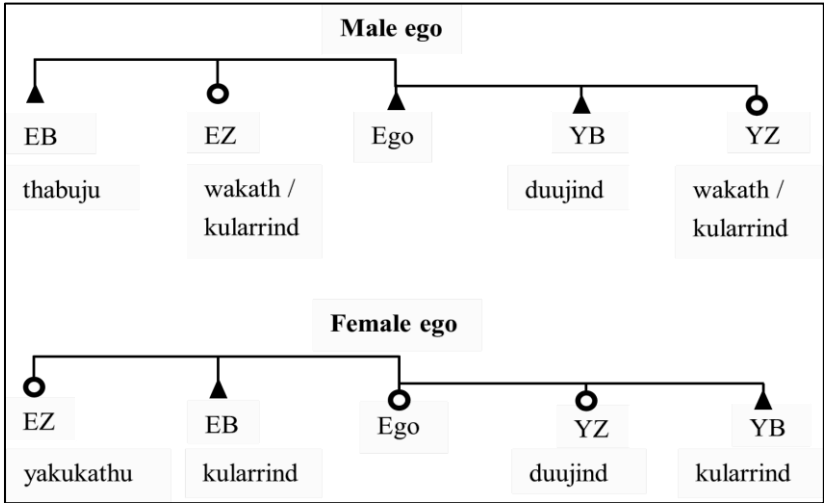 Male ego
EB EZ Ego YB YZ
thabuju wakath / duujind wakath /
kularrind kularrind
Female ego
EZ EB Ego YZ YB
yakukathu kularrind duujind kularrind